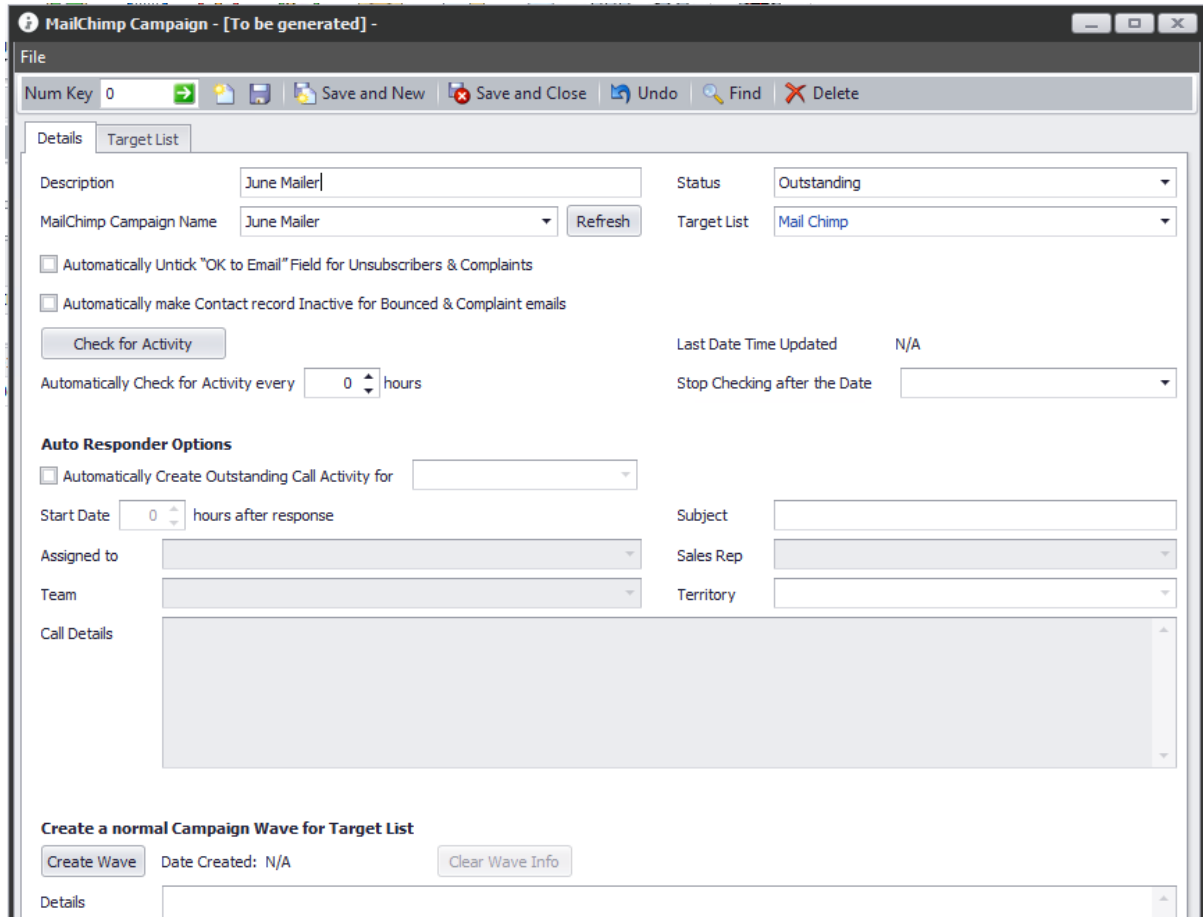 MailChimp Campaign - [To be generated] -
File
Num Key 0 Save and New Save and Close Undo Find Delete
Details Target List
Description June Mailer Status Outstanding
MailChimp Campaign Name June Mailer Refresh Target List Mail Chimp
Automatically Untick "OK to Email" Field for Unsubscribers & Complaints
Automatically make Contact record Inactive for Bounced & Complaint emails
Check for Activity Last Date Time Updated N/A
Automatically Check for Activity every 0 hours Stop Checking after the Date
Auto Responder Options
Automatically Create Outstanding Call Activity for
Start Date 0 hours after response Subject
Assigned to Sales Rep
Team Territory
Call Details
Create a normal Campaign Wave for Target List
Create Wave Date Created: N/A Clear Wave Info
Details